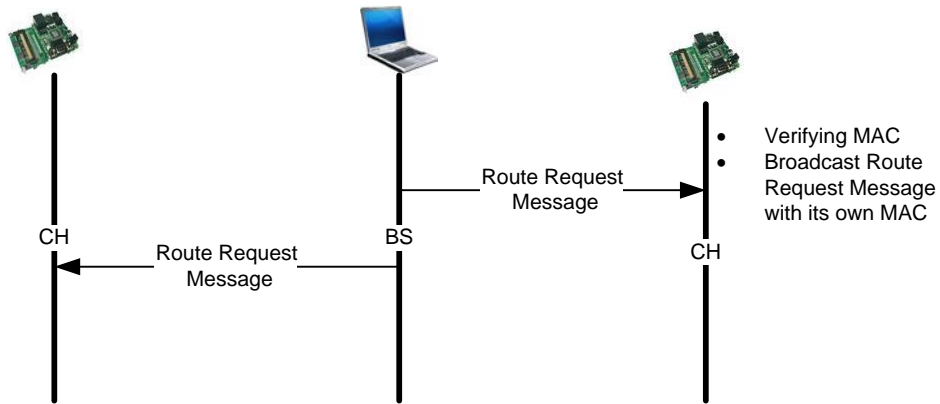 • Verifying MAC
• Broadcast Route
Request Message
with its own MAC
Route Request
Message
CH
BS
CH
Route Request
Message